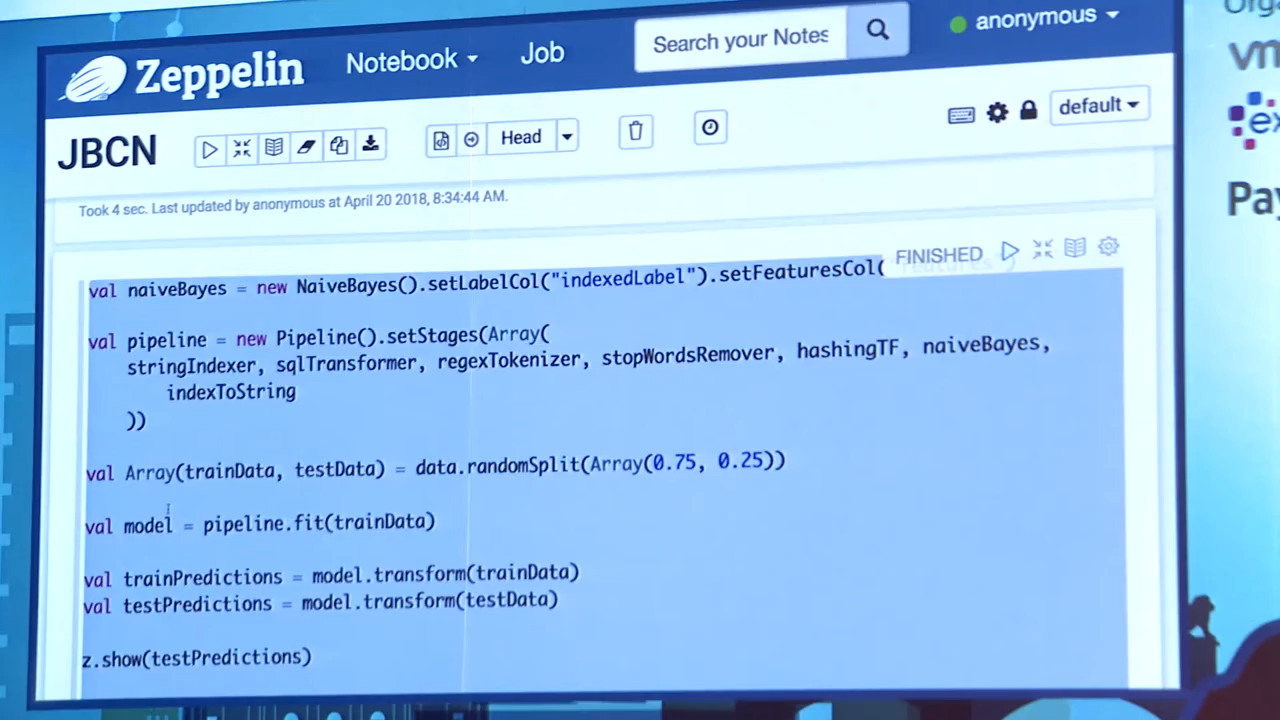 Zeppelin Notebook Job Search your Notes anonymous
JBCN Head default
Took 4 sec. Last updated by anonymous at April 20 2018, 8:34:44 AM.
FINISHED
val naiveBayes = new NaiveBayes().setLabelCol("indexedLabel").setFeaturesCol(
val pipeline = new Pipeline().setStages(Array(
stringIndexer, sqlTransformer, regexTokenizer, stopWordsRemover, hashingTF, naiveBayes,
indexToString
))
val Array(trainData, testData) = data.randomSplit(Array(0.75, 0.25))
val model = pipeline.fit(trainData)
val trainPredictions = model.transform(trainData)
val testPredictions = model.transform(testData)
z.show(testPredictions)